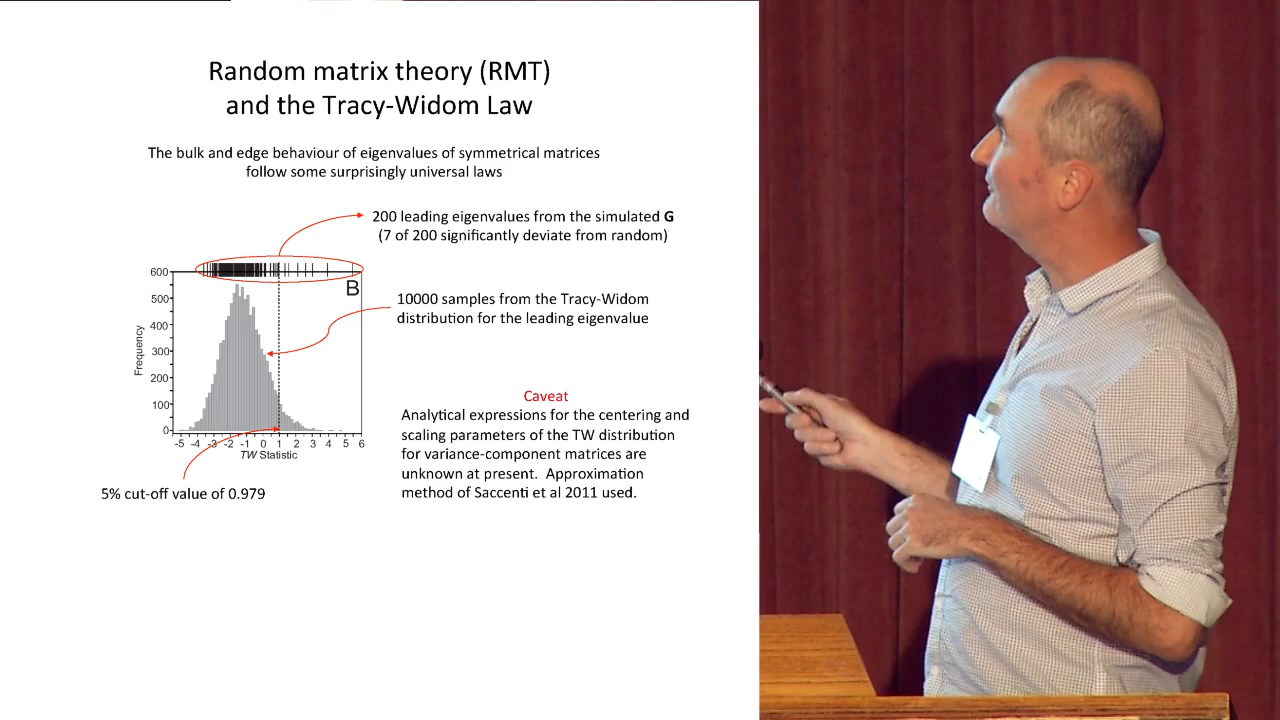 Random matrix theory (RMT)
and the Tracy-Widom Law
The bulk and edge behaviour of eigenvalues of symmetrical matrices
follow some surprisingly universal laws
200 leading eigenvalues from the simulated G
(7 of 200 significantly deviate from random)
B
10000 samples from the Tracy-Widom
distribution for the leading eigenvalue
Frequency
600
500
400
300
200
100
0
-5 -4 -3 -2 -1 0 1 2 3 4 5 6
TW Statistic
5% cut-off value of 0.979
Caveat
Analytical expressions for the centering and
scaling parameters of the TW distribution
for variance-component matrices are
unknown at present. Approximation
method of Saccenti et al 2011 used.